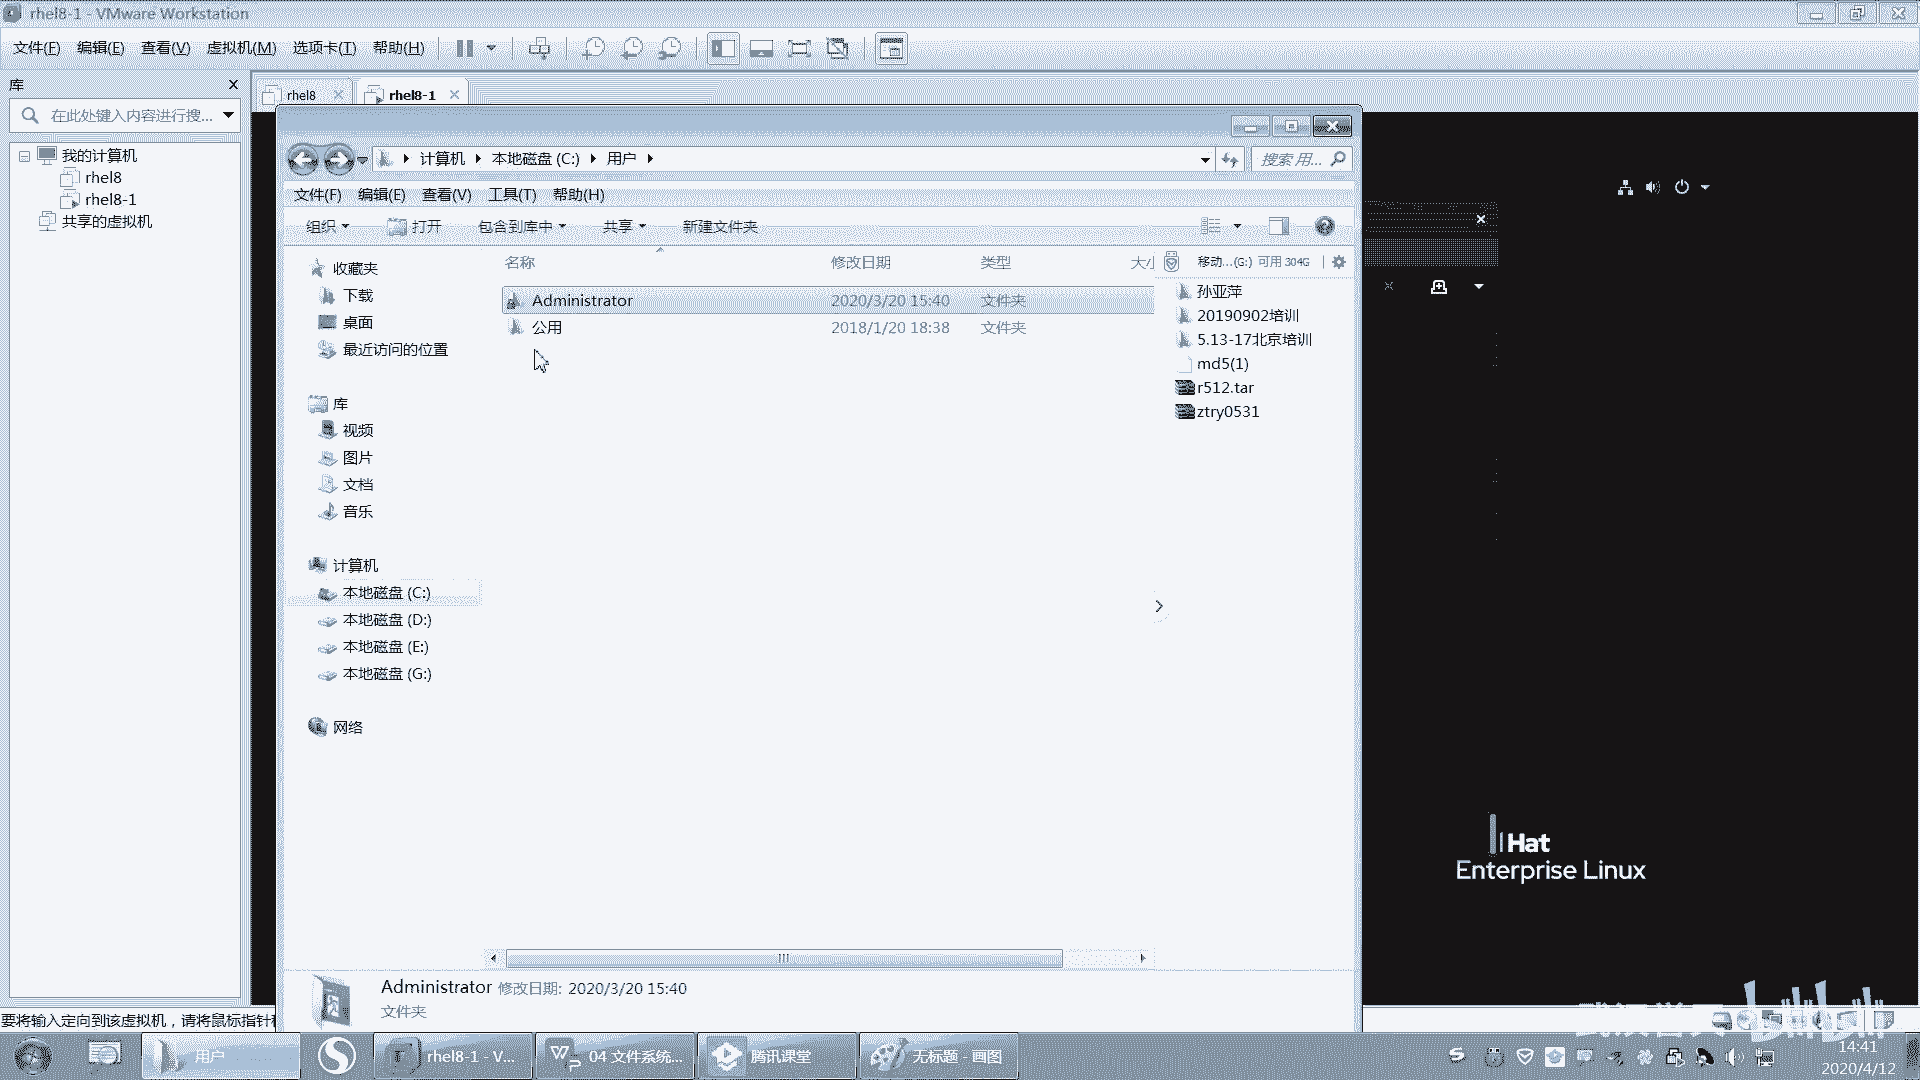 rhel8-1 - VMware Workstation
文件(F) 编辑(E) 查看(V) 虚拟机(M) 选项卡(T) 帮助(H)
库
在此处键入内容进行搜...
我的计算机
rhel8
rhel8-1
共享的虚拟机
rhel8
rhel8-1
计算机 本地磁盘 (C:) 用户
搜索 用...
文件(F) 编辑(E) 查看(V) 工具(T) 帮助(H)
组织 打开 包含到库中 共享 新建文件夹
收藏夹
下载
桌面
最近访问的位置
库
视频
图片
文档
音乐
计算机
本地磁盘 (C:)
本地磁盘 (D:)
本地磁盘 (E:)
本地磁盘 (G:)
网络
名称 修改日期 类型
Administrator 2020/3/20 15:40 文件夹
公用 2018/1/20 18:38 文件夹
移动...(G:) 可用 304G
孙亚萍
20190902培训
5.13-17北京培训
md5(1)
r512.tar
ztry0531
Administrator 修改日期: 2020/3/20 15:40
文件夹
Hat
Enterprise Linux
要将输入定向到该虚拟机，请将鼠标指针
用户
rhel8-1 - V...
04 文件系统...
腾讯课堂
无标题 - 画图
bilibili
14:41
2020/4/12